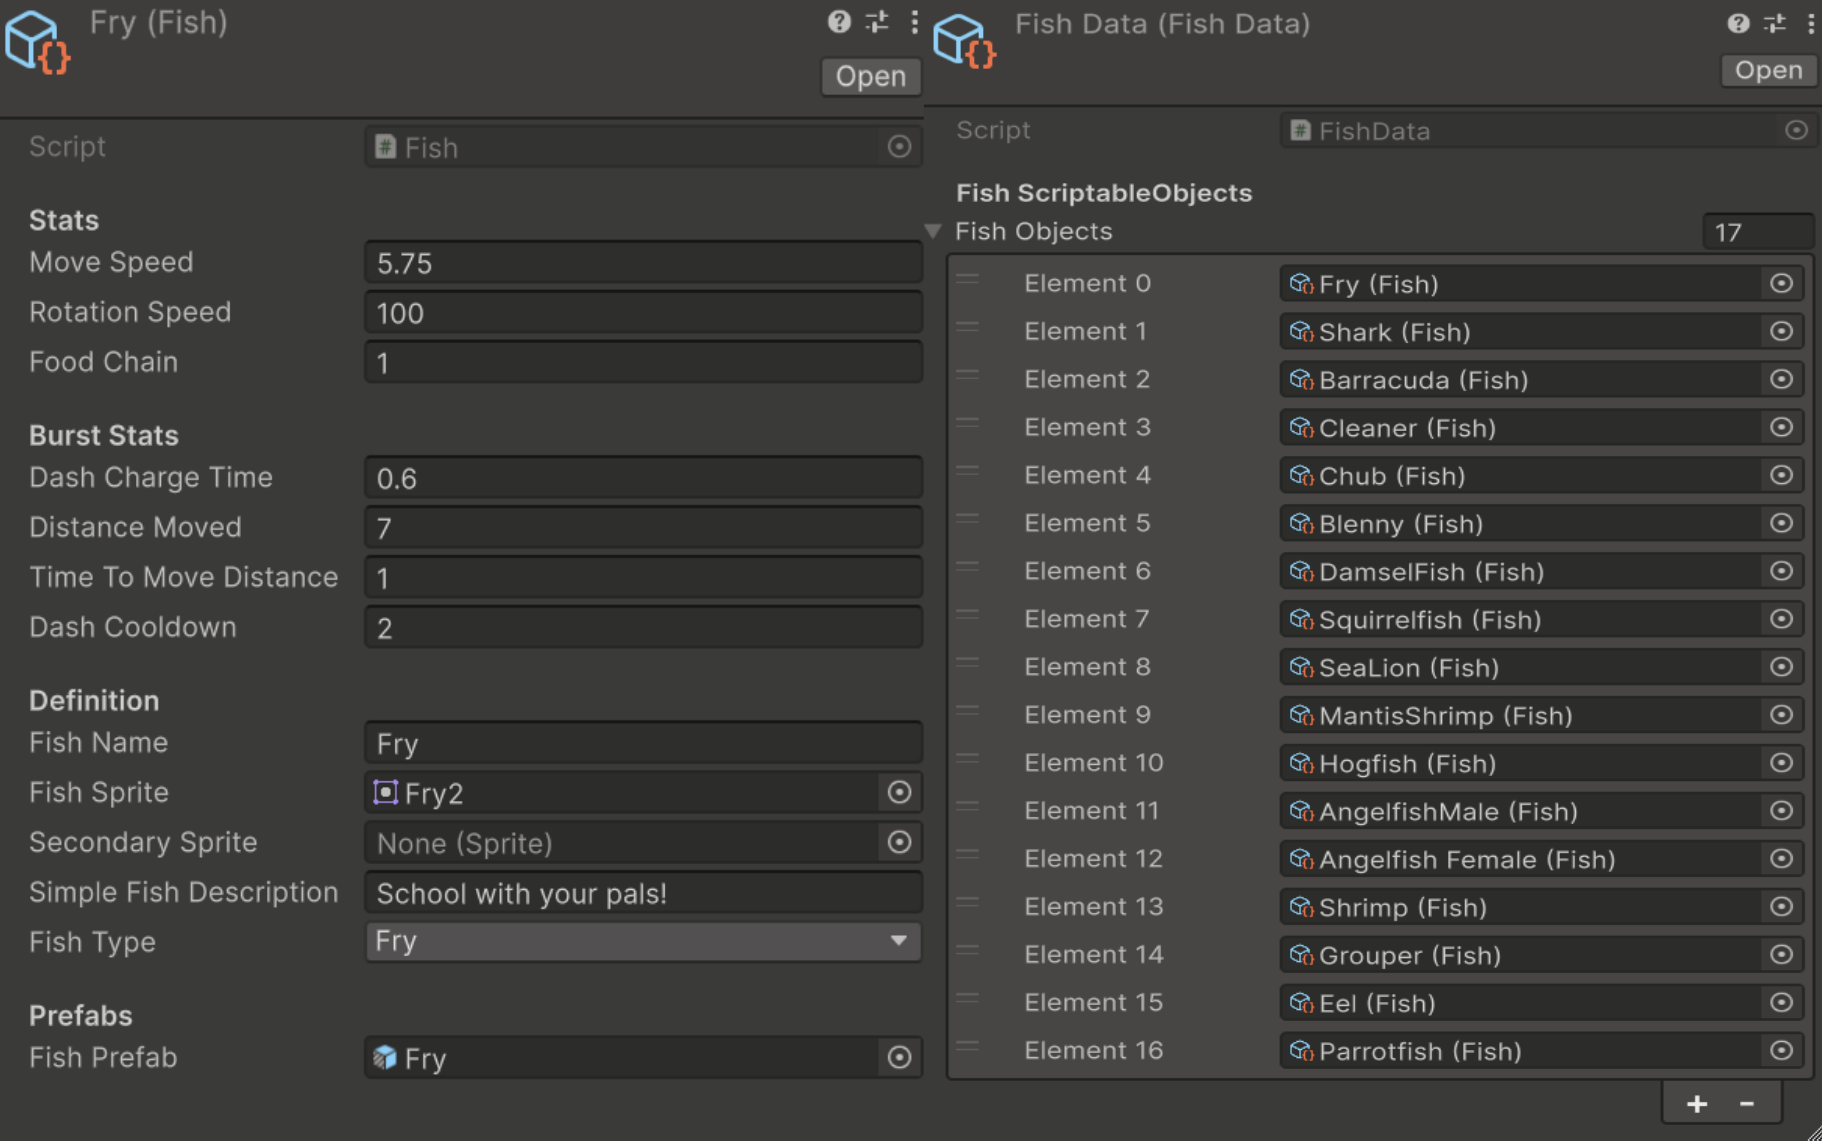 Fry (Fish)
Open
Script
Fish
Stats
Move Speed
5.75
Rotation Speed
100
Food Chain
1
Burst Stats
Dash Charge Time
0.6
Distance Moved
7
Time To Move Distance
1
Dash Cooldown
2
Definition
Fish Name
Fry
Fish Sprite
Fry2
Secondary Sprite
None (Sprite)
Simple Fish Description
School with your pals!
Fish Type
Fry
Prefabs
Fish Prefab
Fry
Fish Data (Fish Data)
Open
Script
FishData
Fish ScriptableObjects
Fish Objects
17
Element 0
Fry (Fish)
Element 1
Shark (Fish)
Element 2
Barracuda (Fish)
Element 3
Cleaner (Fish)
Element 4
Chub (Fish)
Element 5
Blenny (Fish)
Element 6
DamselFish (Fish)
Element 7
Squirrelfish (Fish)
Element 8
SeaLion (Fish)
Element 9
MantisShrimp (Fish)
Element 10
Hogfish (Fish)
Element 11
AngelfishMale (Fish)
Element 12
Angelfish Female (Fish)
Element 13
Shrimp (Fish)
Element 14
Grouper (Fish)
Element 15
Eel (Fish)
Element 16
Parrotfish (Fish)